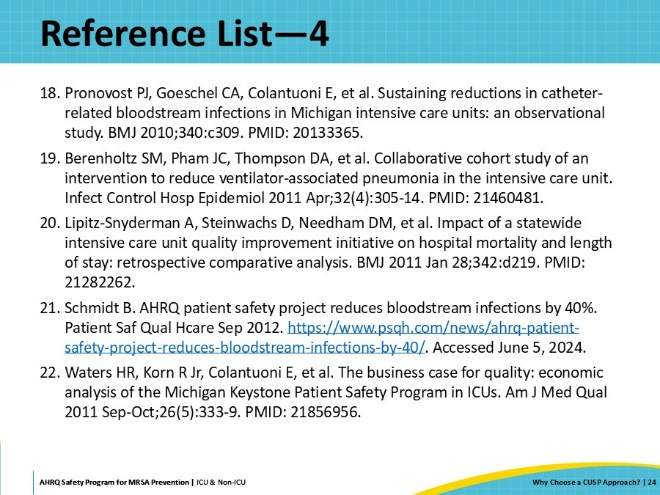 Reference List—4
18. Pronovost PJ, Goeschel CA, Colantuoni E, et al. Sustaining reductions in catheter-
related bloodstream infections in Michigan intensive care units: an observational
study. BMJ 2010;340:c309. PMID: 20133365.
19. Berenholtz SM, Pham JC, Thompson DA, et al. Collaborative cohort study of an
intervention to reduce ventilator-associated pneumonia in the intensive care unit.
Infect Control Hosp Epidemiol 2011 Apr;32(4):305-14. PMID: 21460481.
20. Lipitz-Snyderman A, Steinwachs D, Needham DM, et al. Impact of a statewide
intensive care unit quality improvement initiative on hospital mortality and length
of stay: retrospective comparative analysis. BMJ 2011 Jan 28;342:d219. PMID:
21282262.
21. Schmidt B. AHRQ patient safety project reduces bloodstream infections by 40%.
Patient Saf Qual Hcare Sep 2012. https://www.psqh.com/news/ahrq-patient-
safety-project-reduces-bloodstream-infections-by-40/. Accessed June 5, 2024.
22. Waters HR, Korn R Jr, Colantuoni E, et al. The business case for quality: economic
analysis of the Michigan Keystone Patient Safety Program in ICUs. Am J Med Qual
2011 Sep-Oct;26(5):333-9. PMID: 21856956.
AHRQ Safety Program for MRSA Prevention | ICU & Non-ICU
Why Choose a CUSP Approach? | 24